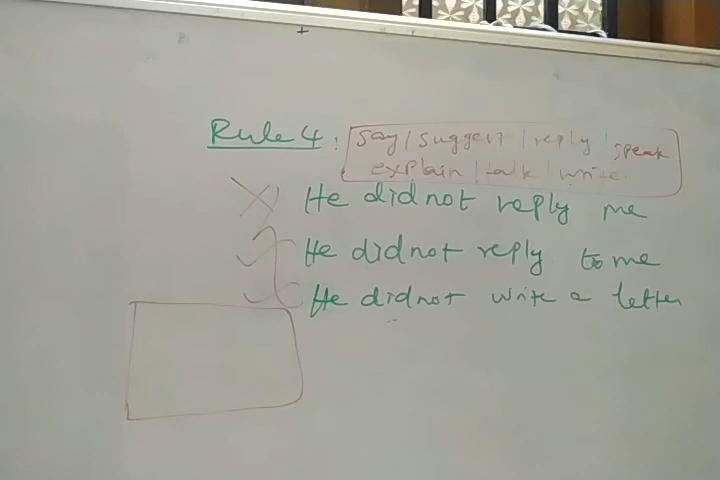 Rule 4 : say / suggest / reply / speak
explain / talk / write
He did not reply me
He did not reply to me
He did not write a letter